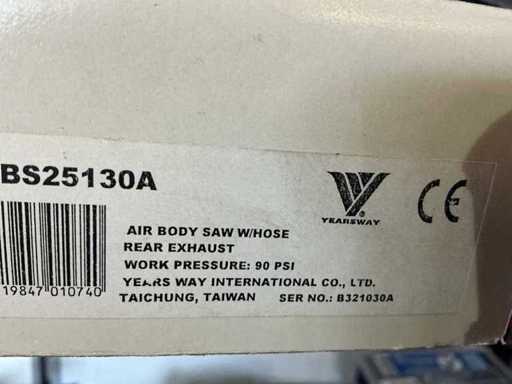 BS25130A
YEARSWAY®
CE
AIR BODY SAW W/HOSE
REAR EXHAUST
WORK PRESSURE: 90 PSI
YEARS WAY INTERNATIONAL CO., LTD.
TAICHUNG, TAIWAN SER NO.: B321030A
19847 010740